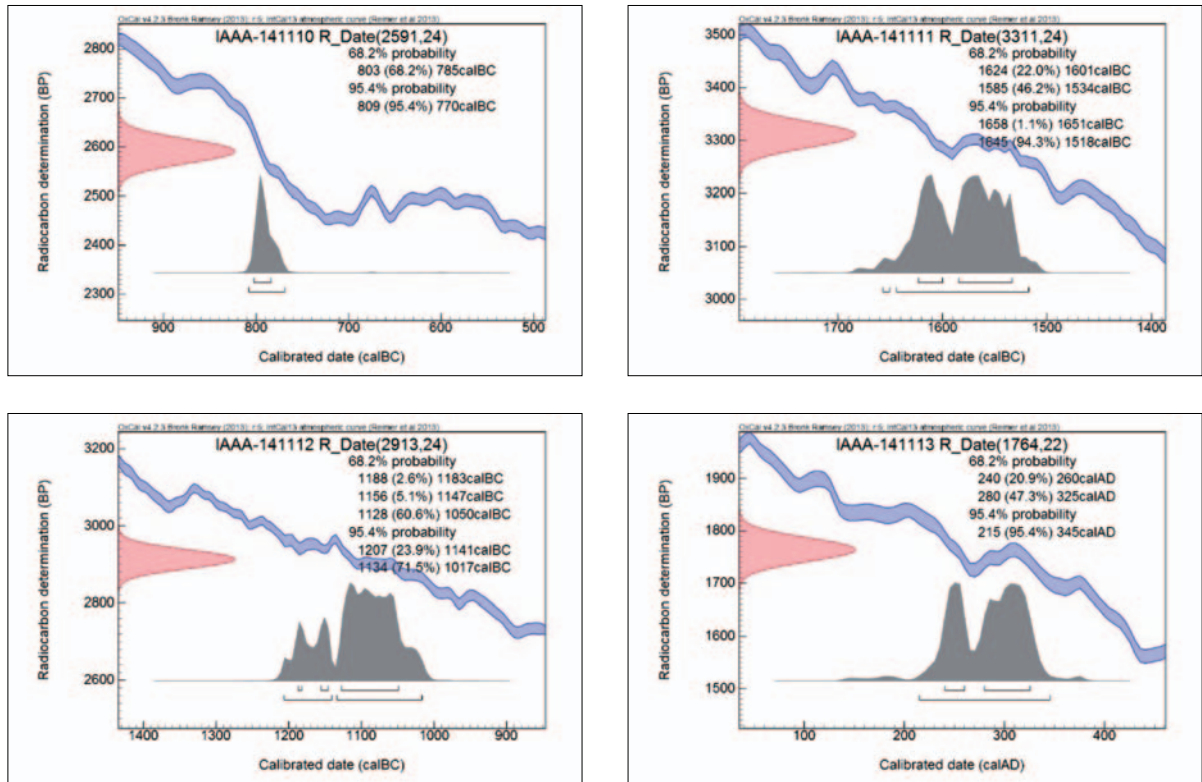 OxCal v4.2.3 Bronk Ramsey (2013); r:5; IntCal13 atmospheric curve (Reimer et al 2013)
IAAA-141110 R_Date(2591,24)
68.2% probability
803 (68.2%) 785calBC
95.4% probability
809 (95.4%) 770calBC
Radiocarbon determination (BP)
2800
2700
2600
2500
2400
2300
900
800
700
600
500
Calibrated date (calBC)
OxCal v4.2.3 Bronk Ramsey (2013); r:5; IntCal13 atmospheric curve (Reimer et al 2013)
IAAA-141111 R_Date(3311,24)
68.2% probability
1624 (22.0%) 1601calBC
1585 (46.2%) 1534calBC
95.4% probability
1658 (1.1%) 1651calBC
1645 (94.3%) 1518calBC
Radiocarbon determination (BP)
3500
3400
3300
3200
3100
3000
1700
1600
1500
1400
Calibrated date (calBC)
OxCal v4.2.3 Bronk Ramsey (2013); r:5; IntCal13 atmospheric curve (Reimer et al 2013)
IAAA-141112 R_Date(2913,24)
68.2% probability
1188 (2.6%) 1183calBC
1156 (5.1%) 1147calBC
1128 (60.6%) 1050calBC
95.4% probability
1207 (23.9%) 1141calBC
1134 (71.5%) 1017calBC
Radiocarbon determination (BP)
3200
3000
2800
2600
1400
1300
1200
1100
1000
900
Calibrated date (calBC)
OxCal v4.2.3 Bronk Ramsey (2013); r:5; IntCal13 atmospheric curve (Reimer et al 2013)
IAAA-141113 R_Date(1764,22)
68.2% probability
240 (20.9%) 260calAD
280 (47.3%) 325calAD
95.4% probability
215 (95.4%) 345calAD
Radiocarbon determination (BP)
1900
1800
1700
1600
1500
100
200
300
400
Calibrated date (calAD)